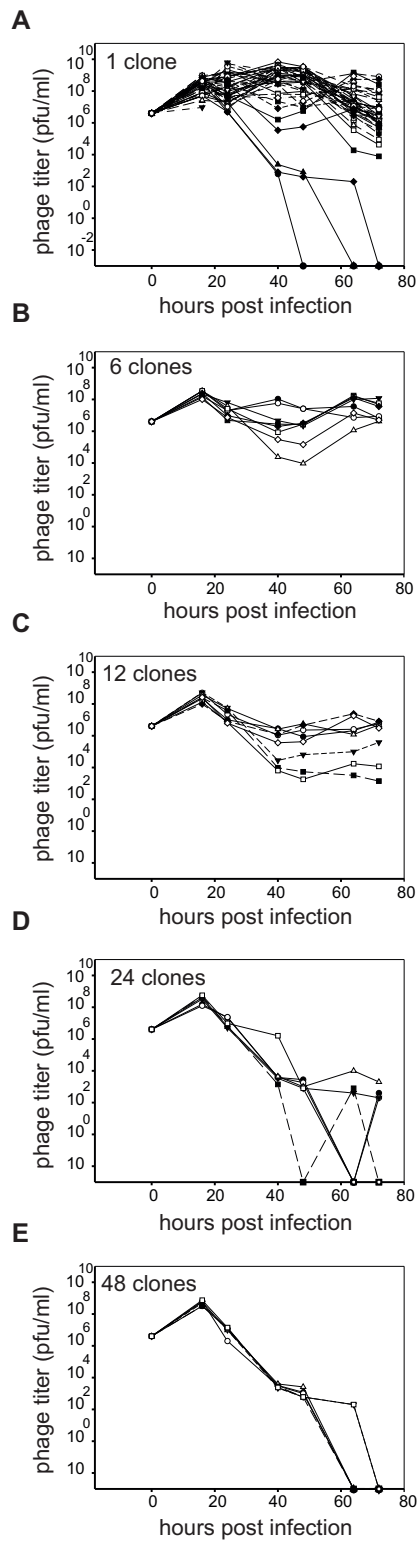 A
1 clone
phage titer (pfu/ml)
10^10
10^8
10^6
10^4
10^2
10^0
10^-2
0 20 40 60 80
hours post infection
B
6 clones
phage titer (pfu/ml)
10^10
10^8
10^6
10^4
10^2
10^0
10
0 20 40 60 80
hours post infection
C
12 clones
phage titer (pfu/ml)
10^10
10^8
10^6
10^4
10^2
10^0
10
0 20 40 60 80
hours post infection
D
24 clones
phage titer (pfu/ml)
10^10
10^8
10^6
10^4
10^2
10^0
10
0 20 40 60 80
hours post infection
E
48 clones
phage titer (pfu/ml)
10^10
10^8
10^6
10^4
10^2
10^0
10
0 20 40 60 80
hours post infection